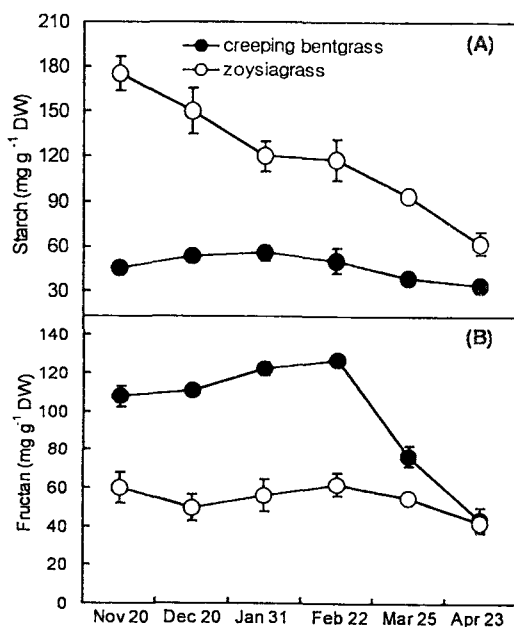 210
180
150
120
90
60
30
Starch (mg g⁻¹ DW)
creeping bentgrass
zoysiagrass
(A)
140
120
100
80
60
40
20
0
Fructan (mg g⁻¹ DW)
(B)
Nov 20 Dec 20 Jan 31 Feb 22 Mar 25 Apr 23